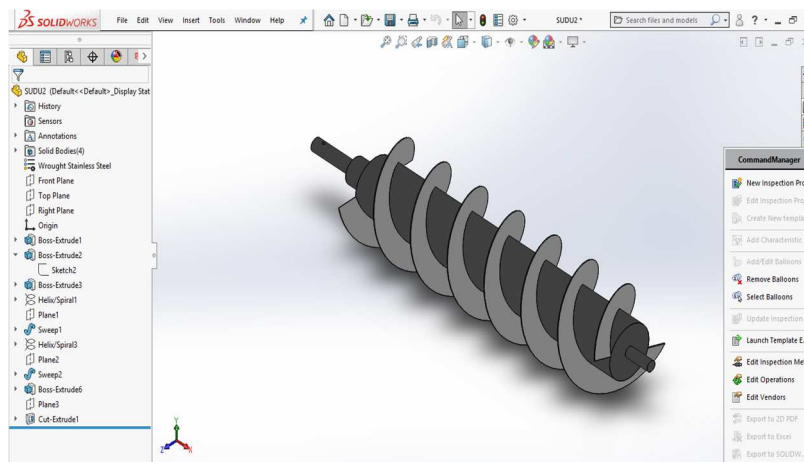 SOLIDWORKS File Edit View Insert Tools Window Help SUDU2 * Search files and models
SUDU2 (Default<<Default>_Display Stat
History
Sensors
Annotations
Solid Bodies(4)
Wrought Stainless Steel
Front Plane
Top Plane
Right Plane
Origin
Boss-Extrude1
Boss-Extrude2
Sketch2
Boss-Extrude3
Helix/Spiral1
Plane1
Sweep1
Helix/Spiral3
Plane2
Sweep2
Boss-Extrude6
Plane3
Cut-Extrude1
Y
Z X
CommandManager
New Inspection Pro
Edit Inspection Proj
Create New templa
Add Characteristic
Add/Edit Balloons
Remove Balloons
Select Balloons
Update Inspection
Launch Template E
Edit Inspection Me
Edit Operations
Edit Vendors
Export to 2D PDF
Export to Excel
Export to SOLIDW